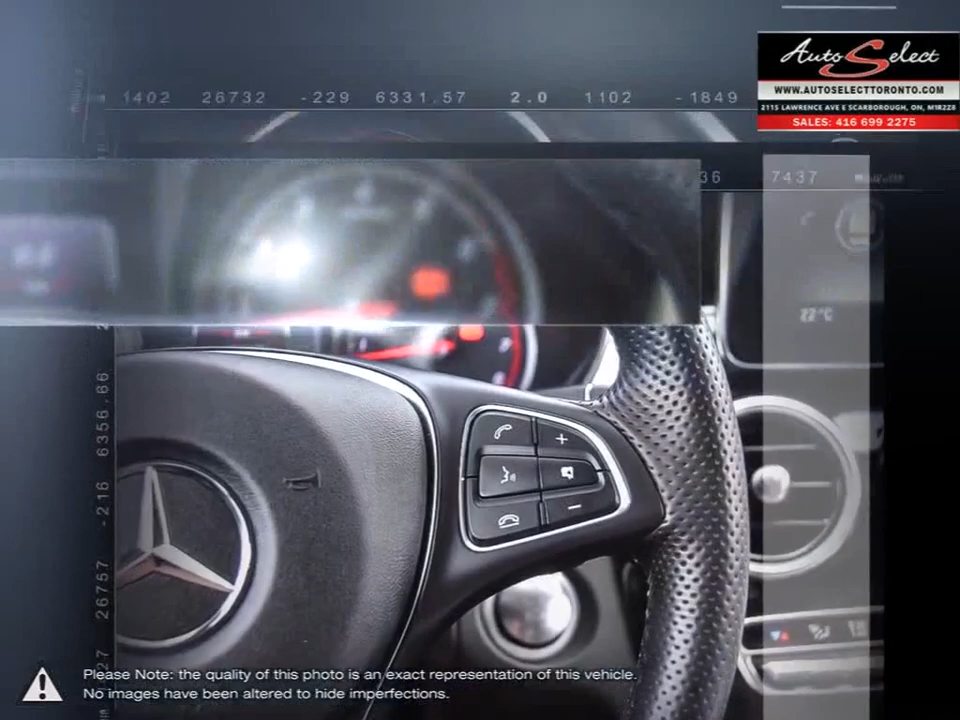 Auto Select
WWW.AUTOSELECTTORONTO.COM
2115 LAWRENCE AVE E SCARBOROUGH, ON, M1R2Z8
SALES: 416 699 2275
1402 26732 -229 6331.57 2.0 1102 -1849
36 7437
22°C
6356.66
-216
26757
Please Note: the quality of this photo is an exact representation of this vehicle.
No images have been altered to hide imperfections.